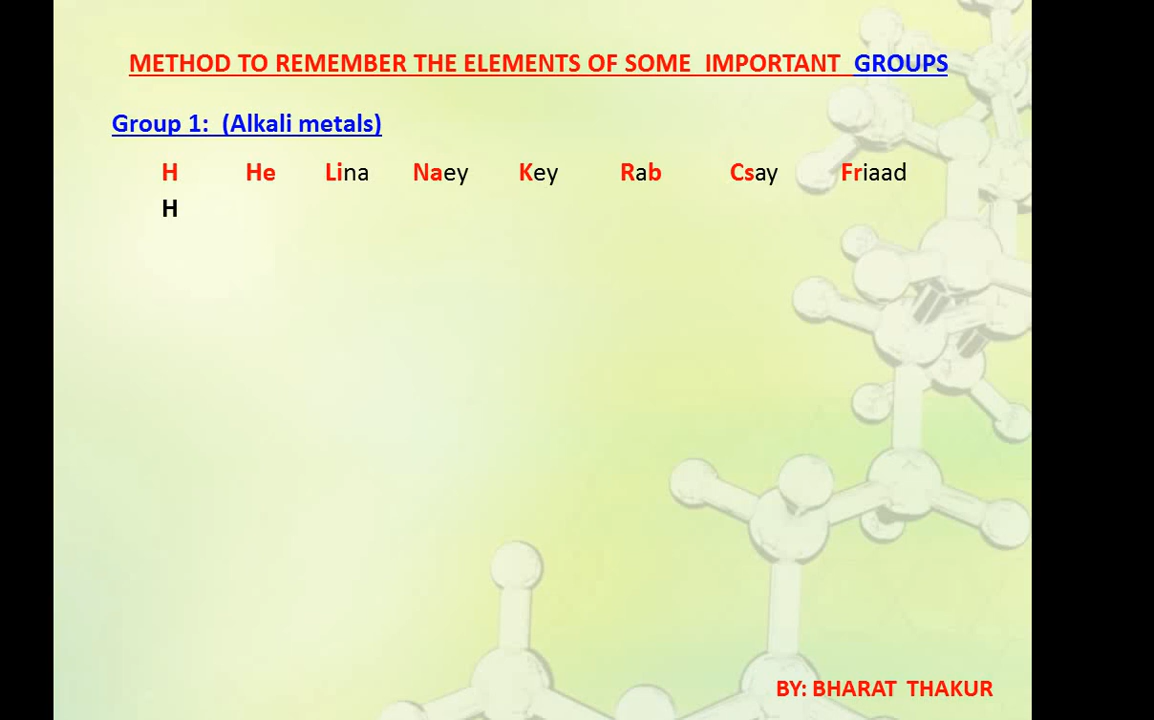 METHOD TO REMEMBER THE ELEMENTS OF SOME IMPORTANT GROUPS
Group 1: (Alkali metals)
H He Lina Naey Key Rab Csay Friaad
H
BY: BHARAT THAKUR